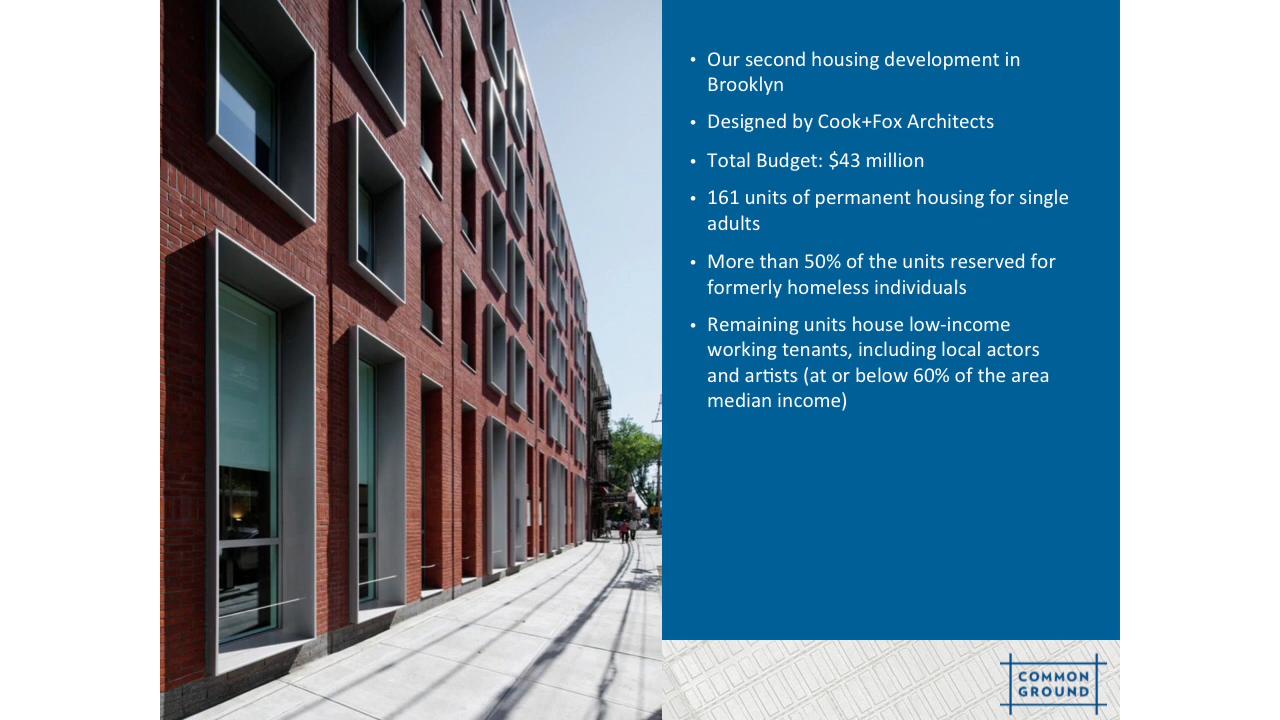 • Our second housing development in
Brooklyn
• Designed by Cook+Fox Architects
• Total Budget: $43 million
• 161 units of permanent housing for single
adults
• More than 50% of the units reserved for
formerly homeless individuals
• Remaining units house low-income
working tenants, including local actors
and artists (at or below 60% of the area
median income)
COMMON
GROUND